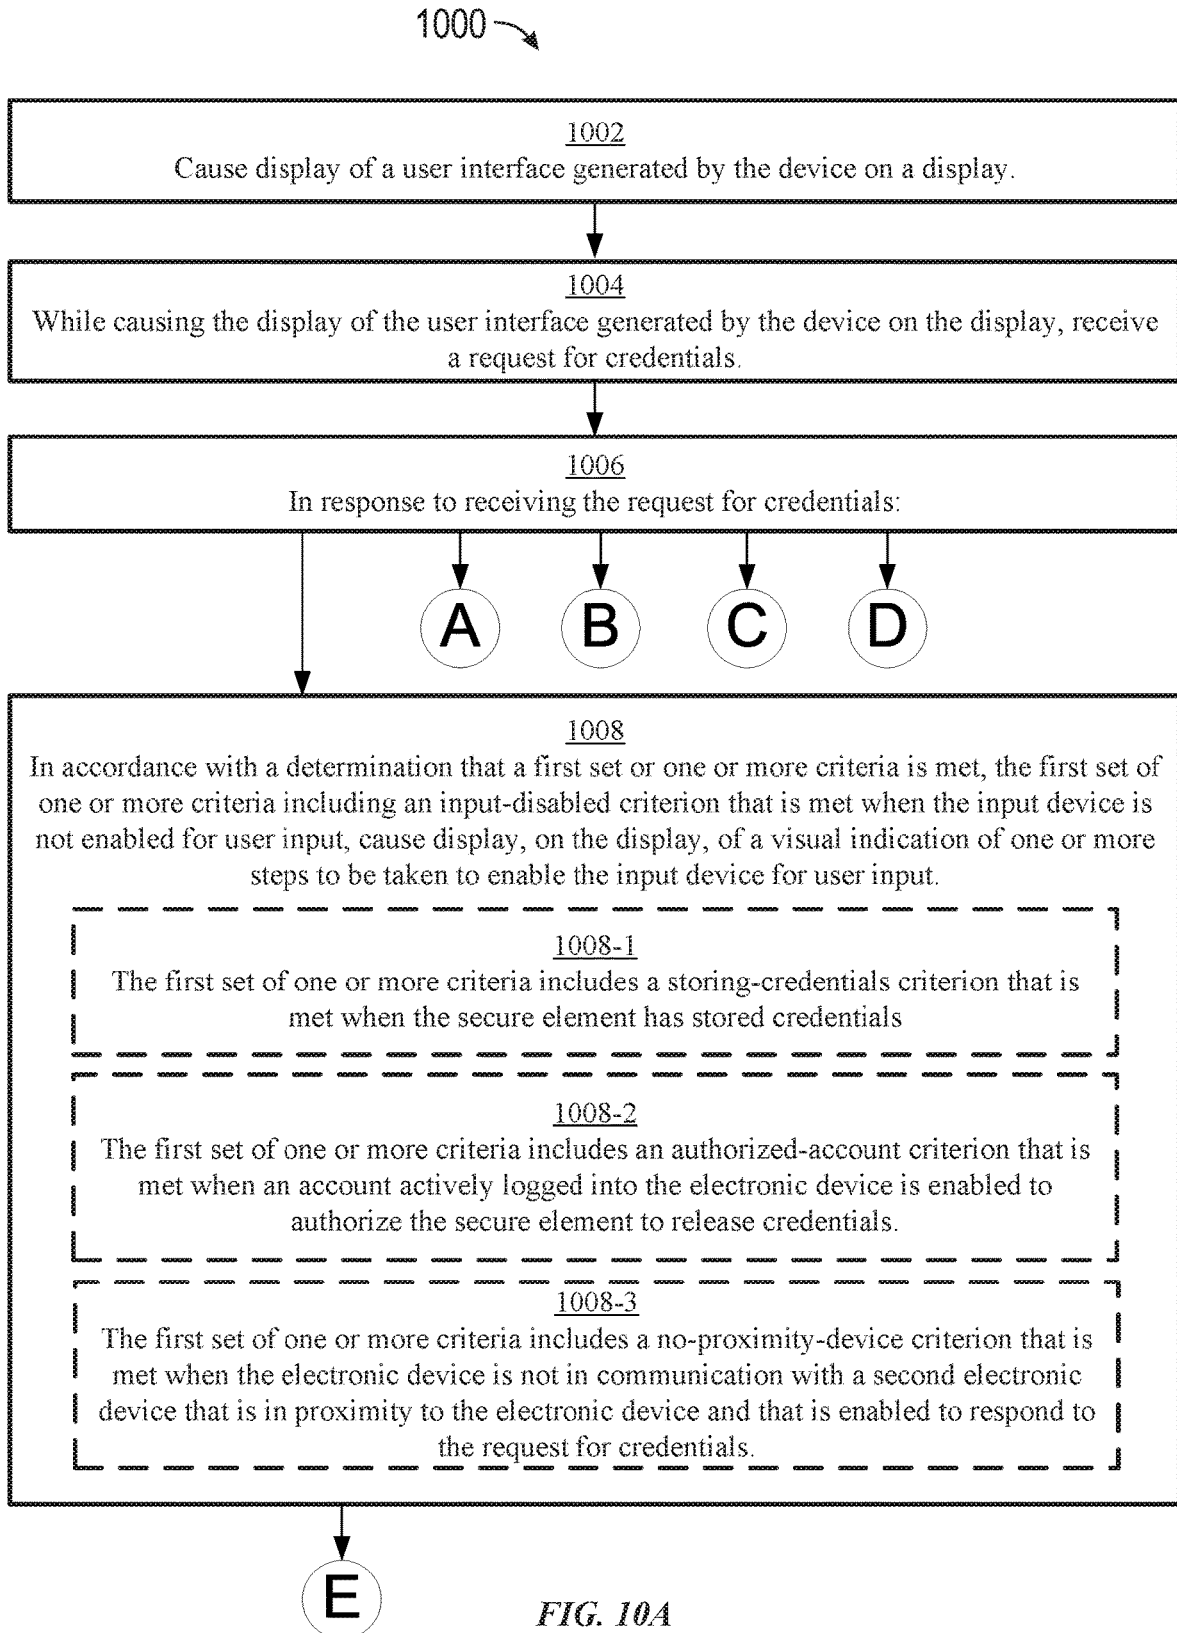 1000
1002
Cause display of a user interface generated by the device on a display.
1004
While causing the display of the user interface generated by the device on the display, receive
a request for credentials.
1006
In response to receiving the request for credentials:
A B C D
1008
In accordance with a determination that a first set or one or more criteria is met, the first set of
one or more criteria including an input-disabled criterion that is met when the input device is
not enabled for user input, cause display, on the display, of a visual indication of one or more
steps to be taken to enable the input device for user input.
1008-1
The first set of one or more criteria includes a storing-credentials criterion that is
met when the secure element has stored credentials
1008-2
The first set of one or more criteria includes an authorized-account criterion that is
met when an account actively logged into the electronic device is enabled to
authorize the secure element to release credentials.
1008-3
The first set of one or more criteria includes a no-proximity-device criterion that is
met when the electronic device is not in communication with a second electronic
device that is in proximity to the electronic device and that is enabled to respond to
the request for credentials.
E
FIG. 10A